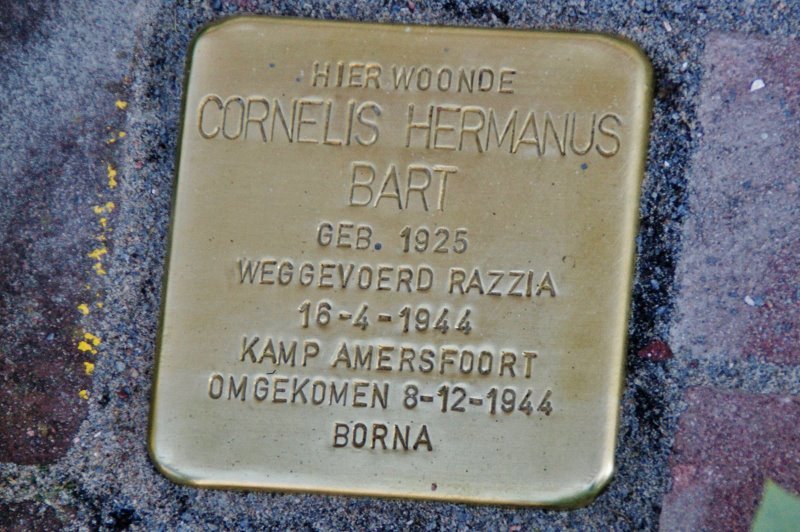 HIER WOONDE
CORNELIS HERMANUS
BART
GEB. 1925
WEGGEVOERD RAZZIA
16-4-1944
KAMP AMERSFOORT
OMGEKOMEN 8-12-1944
BORNA